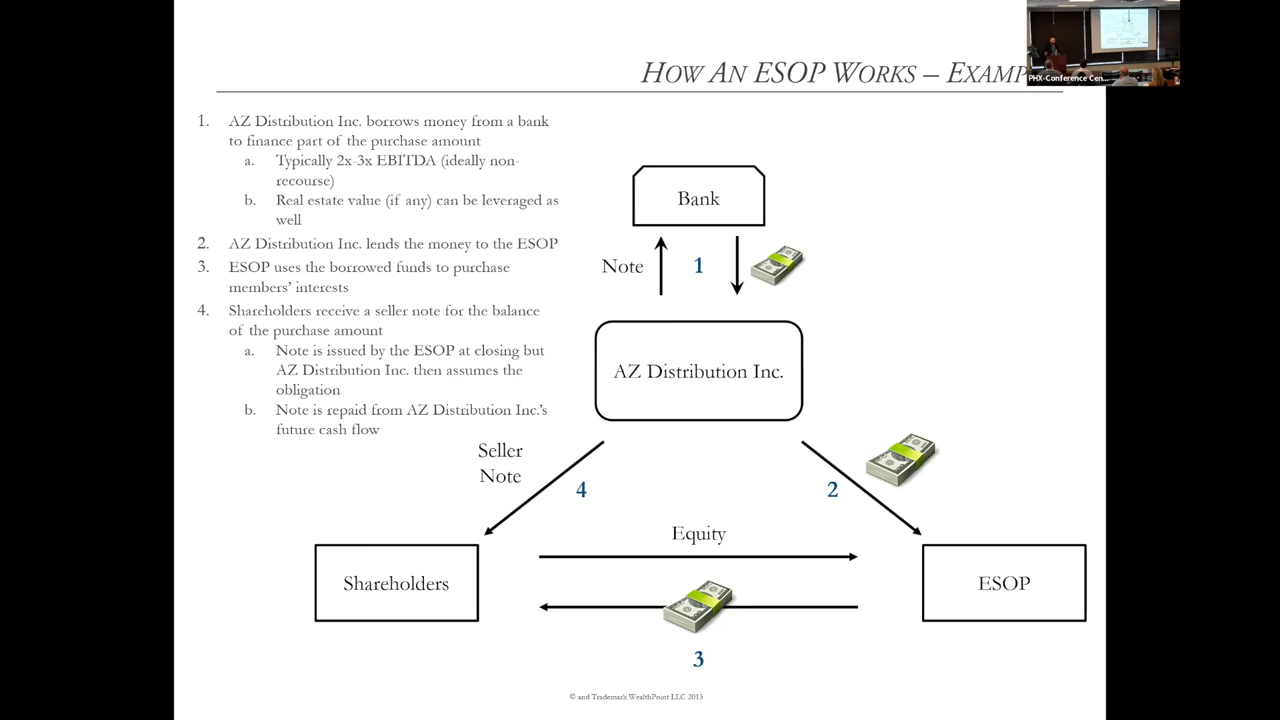 HOW AN ESOP WORKS – EXAMP
PHX-Conference Cen...
1. AZ Distribution Inc. borrows money from a bank
to finance part of the purchase amount
a. Typically 2x-3x EBITDA (ideally non-
recourse)
b. Real estate value (if any) can be leveraged as
well
2. AZ Distribution Inc. lends the money to the ESOP
3. ESOP uses the borrowed funds to purchase
members' interests
4. Shareholders receive a seller note for the balance
of the purchase amount
a. Note is issued by the ESOP at closing but
AZ Distribution Inc. then assumes the
obligation
b. Note is repaid from AZ Distribution Inc.'s
future cash flow
Bank
Note
1
AZ Distribution Inc.
Seller
Note
4
2
Equity
Shareholders
ESOP
3
© and Trademark WealthPoint LLC 2013